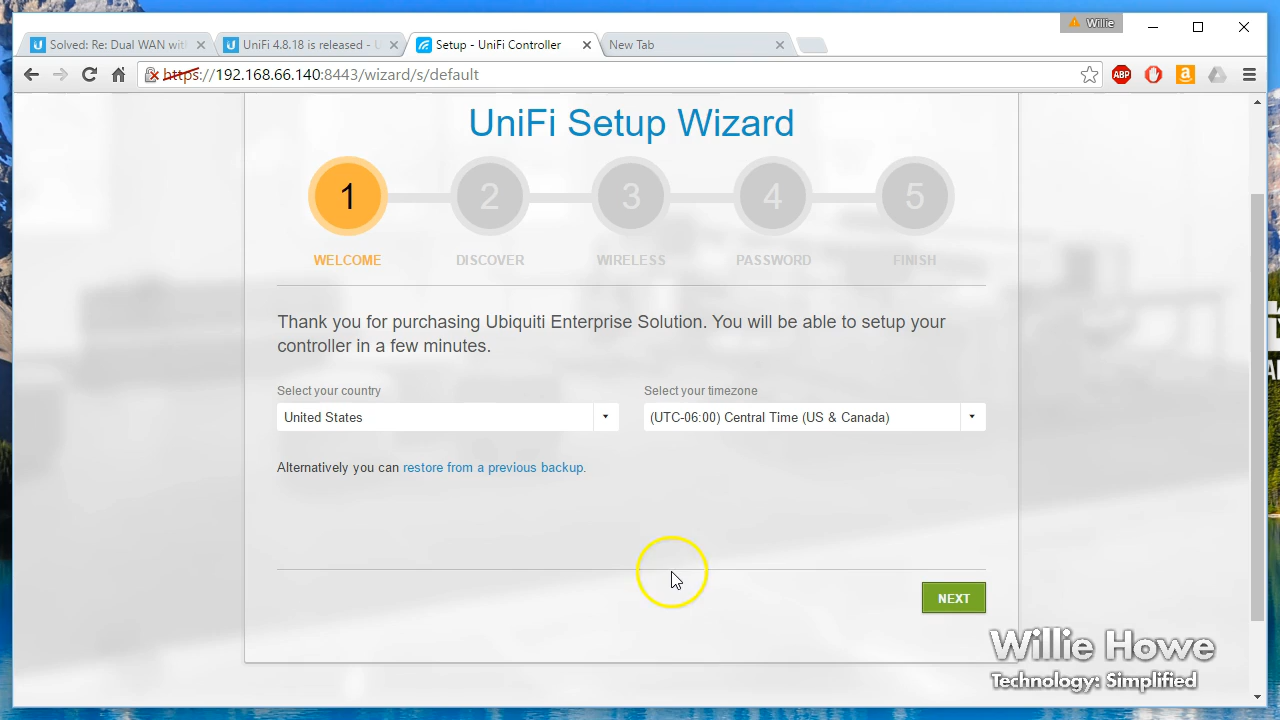 Willie
Solved: Re: Dual WAN with
UniFi 4.8.18 is released - U
Setup - UniFi Controller
New Tab
https://192.168.66.140:8443/wizard/s/default
ABP
a
UniFi Setup Wizard
1
2
3
4
5
WELCOME
DISCOVER
WIRELESS
PASSWORD
FINISH
Thank you for purchasing Ubiquiti Enterprise Solution. You will be able to setup your
controller in a few minutes.
Select your country
Select your timezone
United States
(UTC-06:00) Central Time (US & Canada)
Alternatively you can restore from a previous backup.
NEXT
Willie Howe
Technology: Simplified